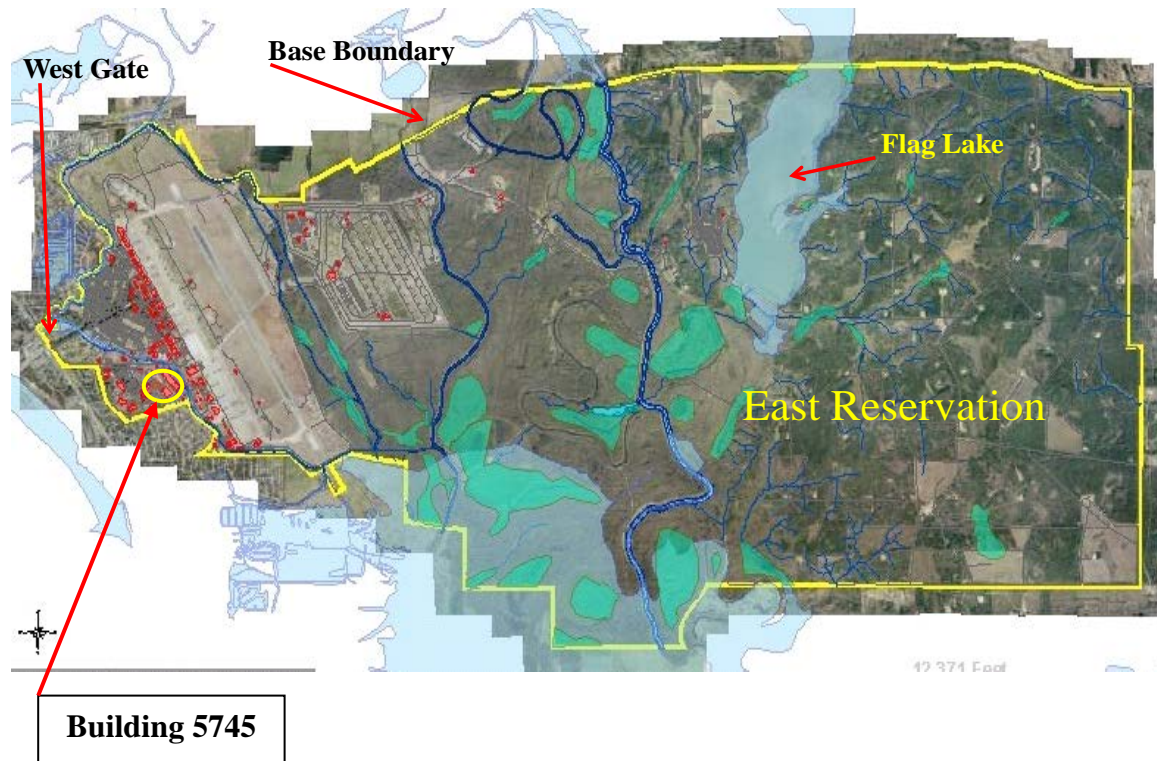 Base Boundary
West Gate
Flag Lake
East Reservation
12,371 Feet
Building 5745